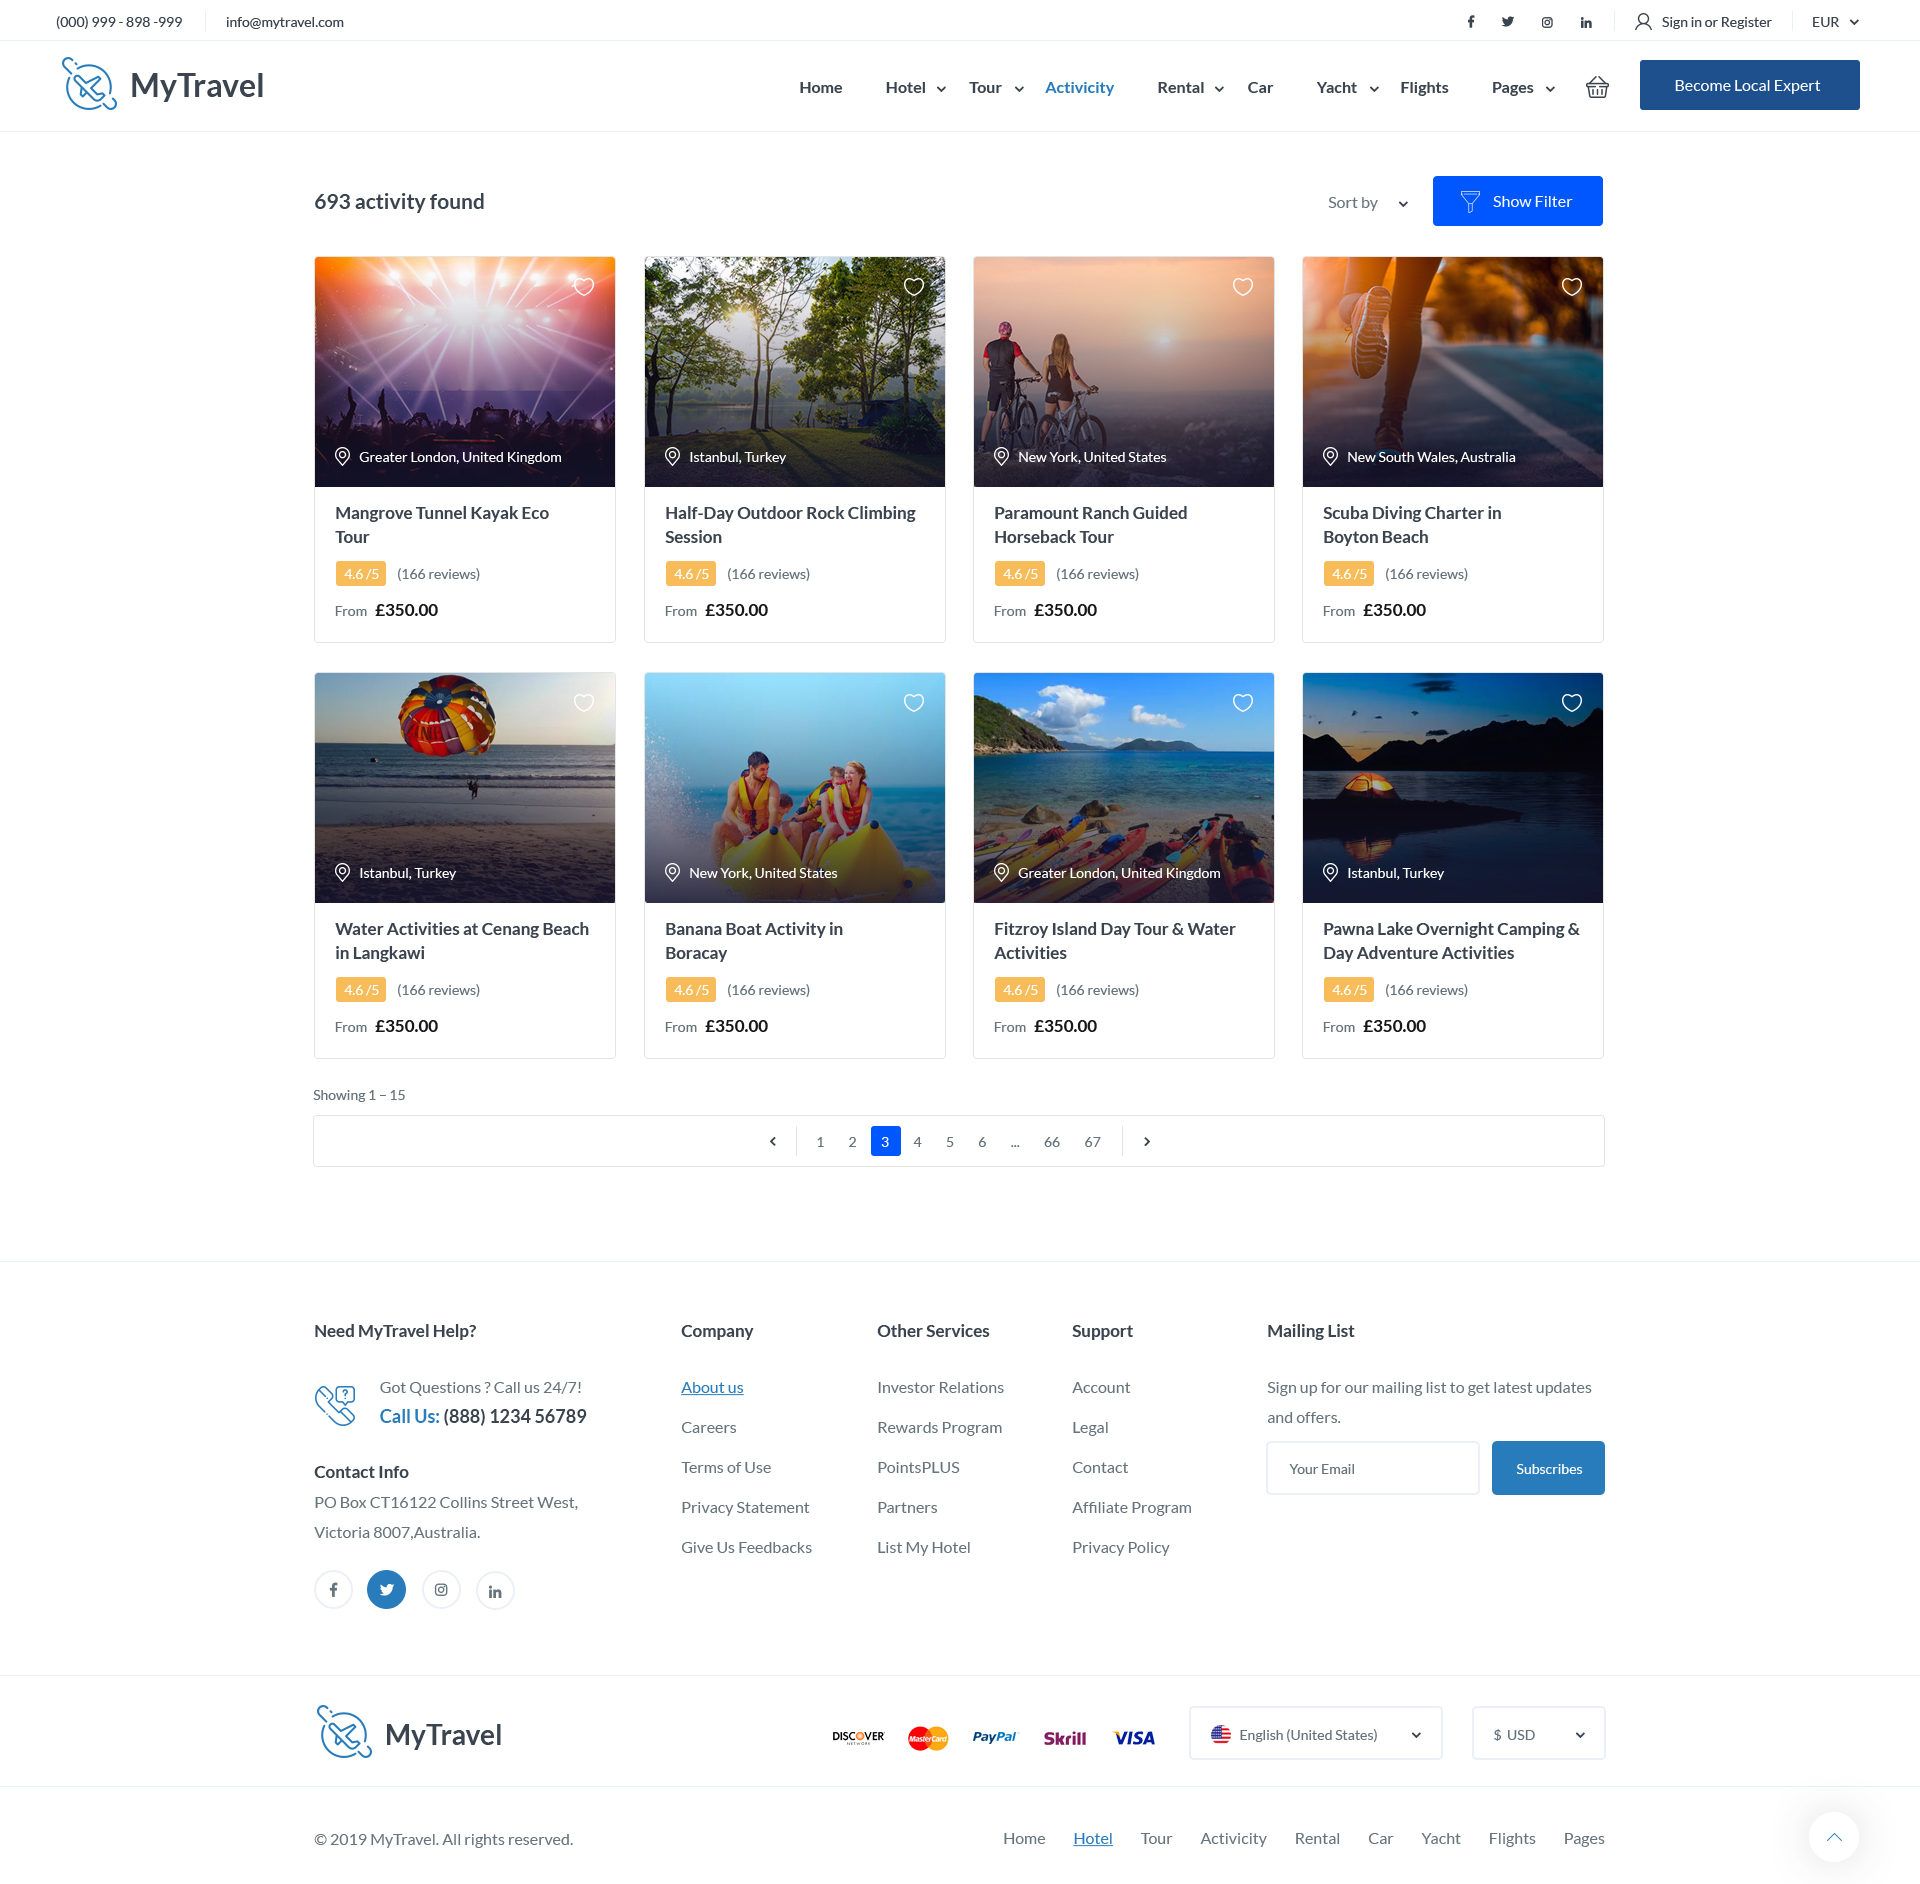 (000) 999 - 898 -999
info@mytravel.com
Sign in or Register
EUR
MyTravel
Home
Hotel
Tour
Activicity
Rental
Car
Yacht
Flights
Pages
Become Local Expert
693 activity found
Sort by
Show Filter
Greater London, United Kingdom
Mangrove Tunnel Kayak Eco
Tour
4.6 /5 (166 reviews)
From £350.00
Istanbul, Turkey
Half-Day Outdoor Rock Climbing
Session
4.6 /5 (166 reviews)
From £350.00
New York, United States
Paramount Ranch Guided
Horseback Tour
4.6 /5 (166 reviews)
From £350.00
New South Wales, Australia
Scuba Diving Charter in
Boyton Beach
4.6 /5 (166 reviews)
From £350.00
Istanbul, Turkey
Water Activities at Cenang Beach
in Langkawi
4.6 /5 (166 reviews)
From £350.00
New York, United States
Banana Boat Activity in
Boracay
4.6 /5 (166 reviews)
From £350.00
Greater London, United Kingdom
Fitzroy Island Day Tour & Water
Activities
4.6 /5 (166 reviews)
From £350.00
Istanbul, Turkey
Pawna Lake Overnight Camping &
Day Adventure Activities
4.6 /5 (166 reviews)
From £350.00
Showing 1 – 15
1 2 3 4 5 6 ... 66 67
Need MyTravel Help?
Got Questions ? Call us 24/7!
Call Us: (888) 1234 56789
Contact Info
PO Box CT16122 Collins Street West,
Victoria 8007,Australia.
Company
About us
Careers
Terms of Use
Privacy Statement
Give Us Feedbacks
Other Services
Investor Relations
Rewards Program
PointsPLUS
Partners
List My Hotel
Support
Account
Legal
Contact
Affiliate Program
Privacy Policy
Mailing List
Sign up for our mailing list to get latest updates
and offers.
Your Email
Subscribes
MyTravel
DISCOVER
NETWORK
MasterCard
PayPal
Skrill
VISA
English (United States)
$ USD
© 2019 MyTravel. All rights reserved.
Home
Hotel
Tour
Activicity
Rental
Car
Yacht
Flights
Pages